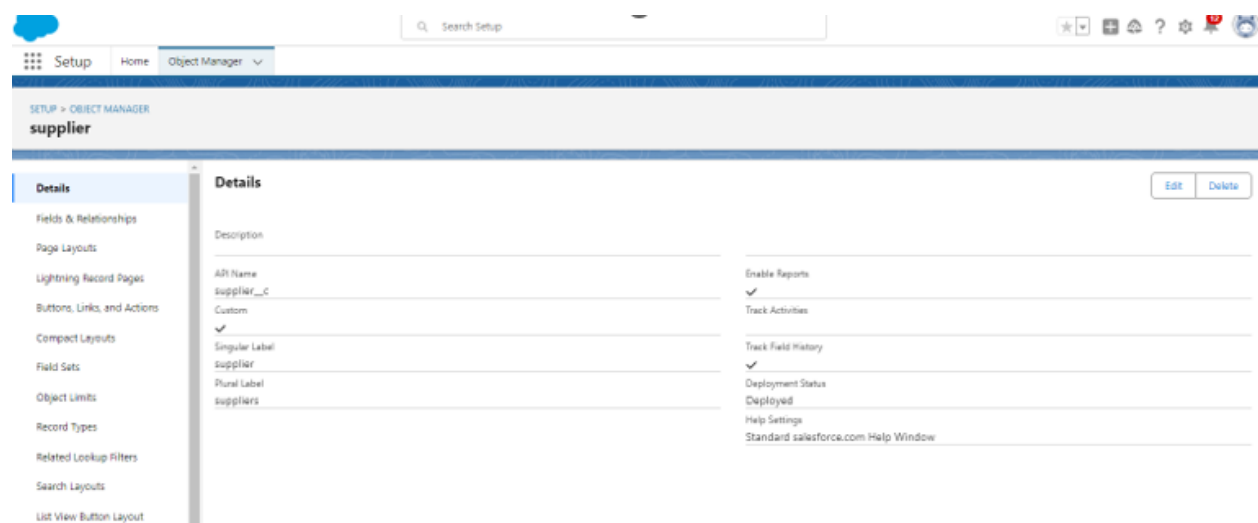 Search Setup
Setup
Home
Object Manager
SETUP > OBJECT MANAGER
supplier
Details
Fields & Relationships
Page Layouts
Lightning Record Pages
Buttons, Links, and Actions
Compact Layouts
Field Sets
Object Limits
Record Types
Related Lookup Filters
Search Layouts
List View Button Layout
Details
Edit
Delete
Description
API Name
supplier__c
Custom
Singular Label
supplier
Plural Label
suppliers
Enable Reports
Track Activities
Track Field History
Deployment Status
Deployed
Help Settings
Standard salesforce.com Help Window